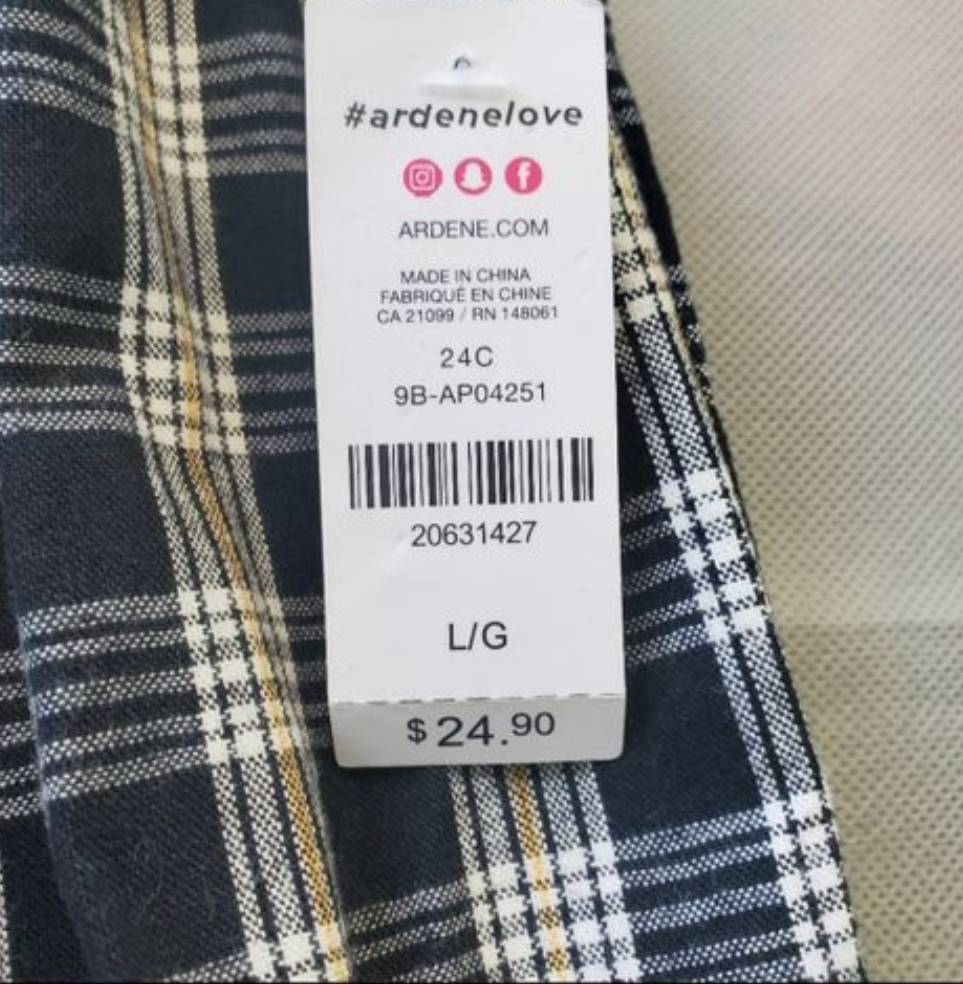 #ardenelove
ARDENE.COM
MADE IN CHINA
FABRIQUÉ EN CHINE
CA 21099 / RN 148061
24C
9B-AP04251
20631427
L/G
$24.90